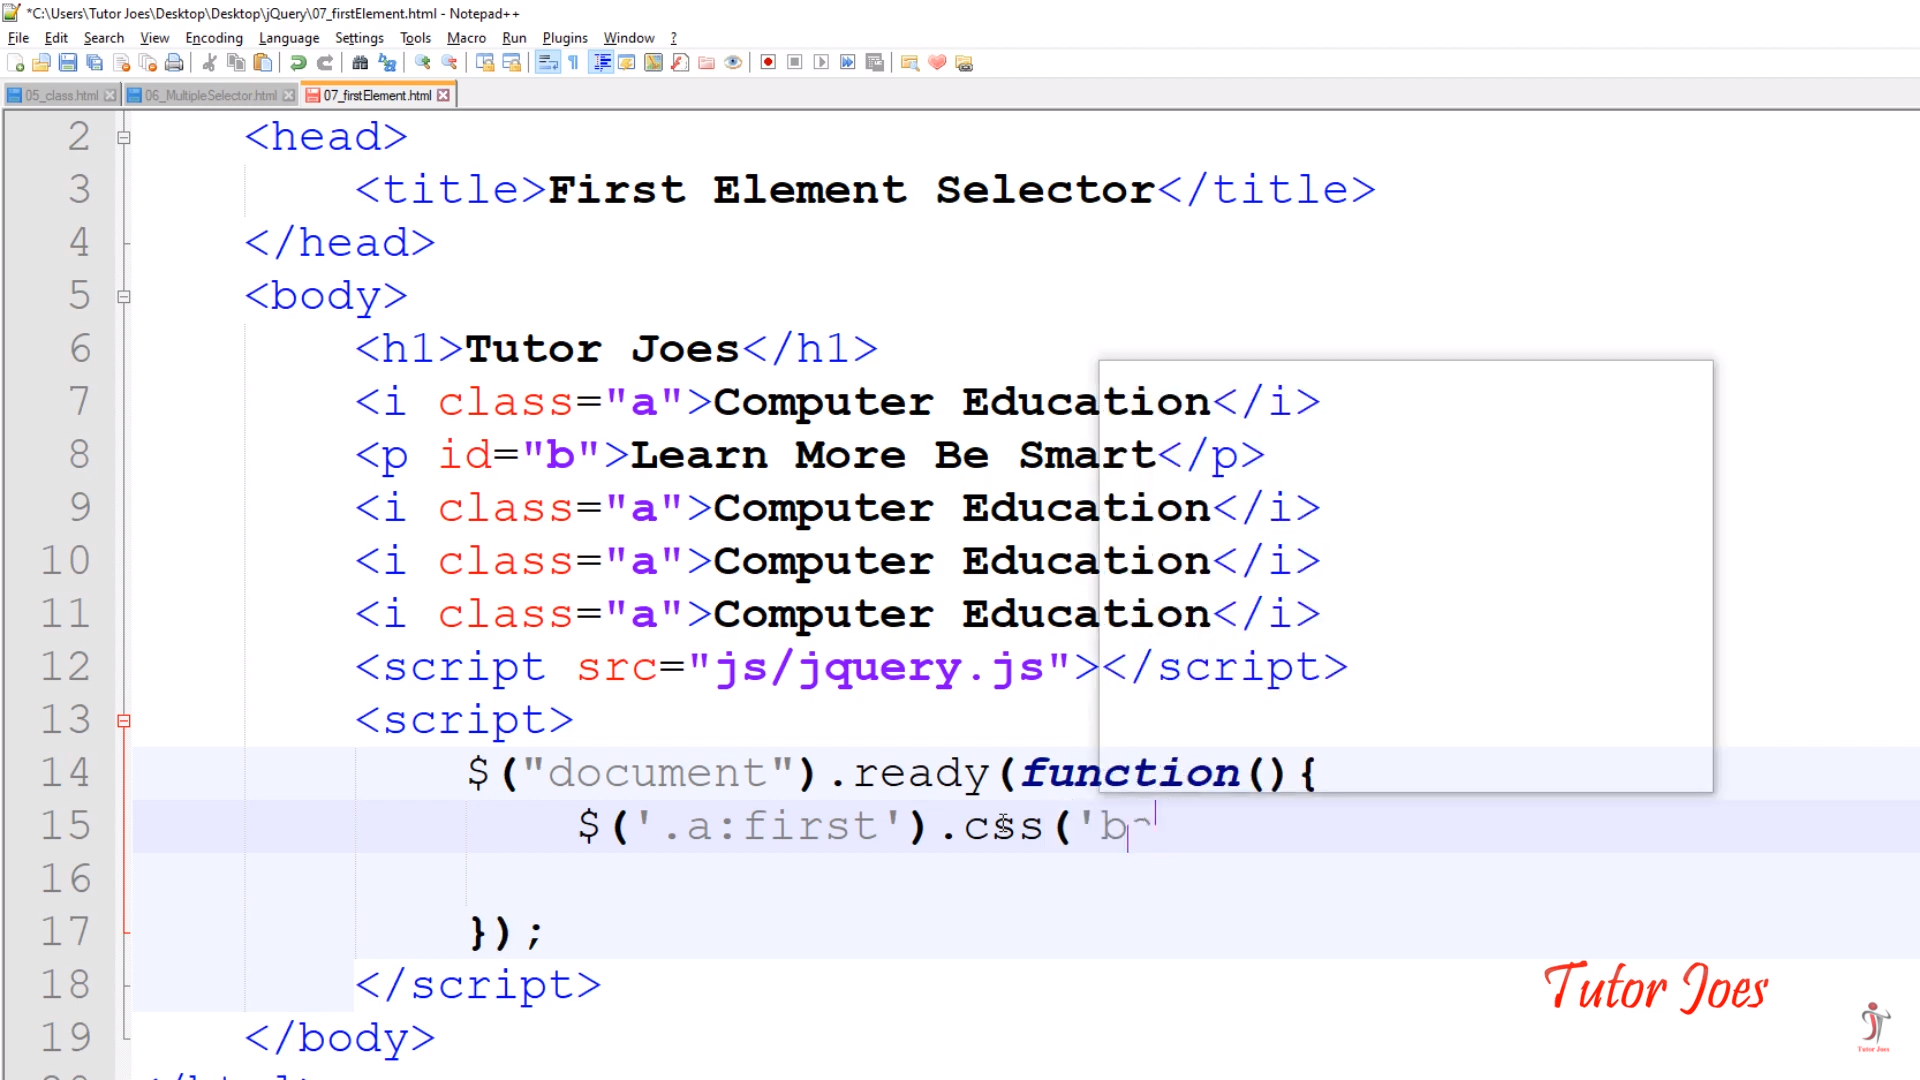 *C:\Users\Tutor Joes\Desktop\Desktop\jQuery\07_firstElement.html - Notepad++
File Edit Search View Encoding Language Settings Tools Macro Run Plugins Window ?
05_class.html 06_MultipleSelector.html 07_firstElement.html
2 <head>
3 <title>First Element Selector</title>
4 </head>
5 <body>
6 <h1>Tutor Joes</h1>
7 <i class="a">Computer Education</i>
8 <p id="b">Learn More Be Smart</p>
9 <i class="a">Computer Education</i>
10 <i class="a">Computer Education</i>
11 <i class="a">Computer Education</i>
12 <script src="js/jquery.js"></script>
13 <script>
14 $("document").ready(function(){
15 $('.a:first').css('b
16
17 });
18 </script>
19 </body>
Tutor Joes
Tutor Joes